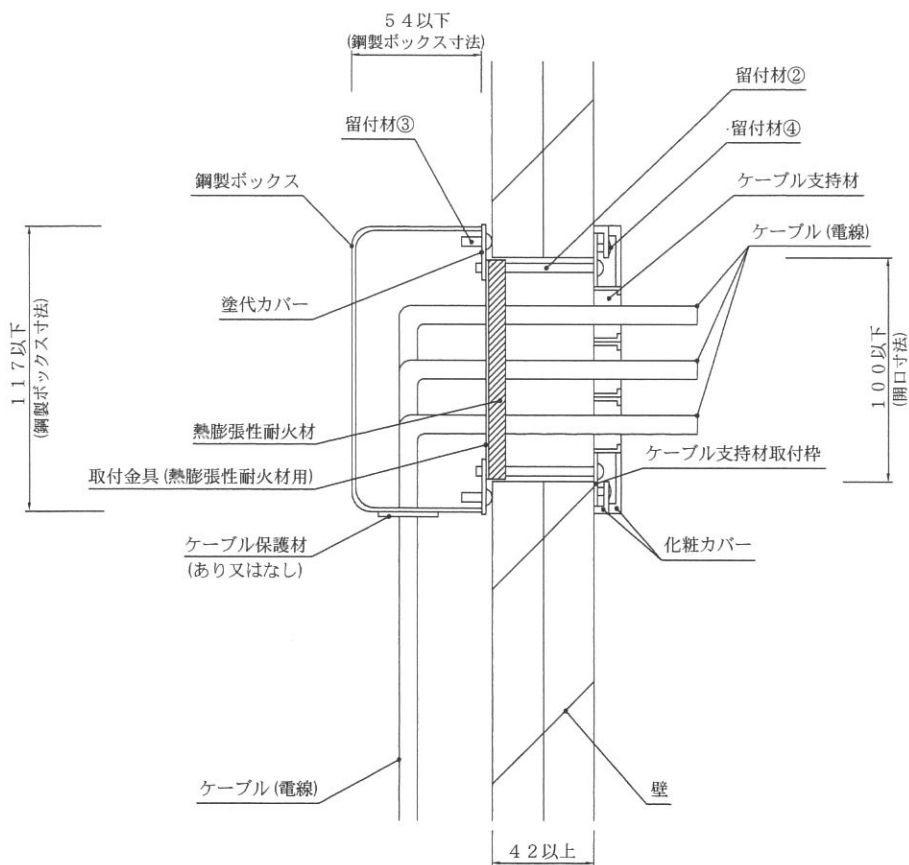 54以下
(鋼製ボックス寸法)
留付材②
留付材③
留付材④
鋼製ボックス
ケーブル支持材
ケーブル(電線)
塗代カバー
117以下
(鋼製ボックス寸法)
100以下
(開口寸法)
熱膨張性耐火材
ケーブル支持材取付枠
取付金具(熱膨張性耐火材用)
ケーブル保護材
(あり又はなし)
化粧カバー
ケーブル(電線)
壁
42以上